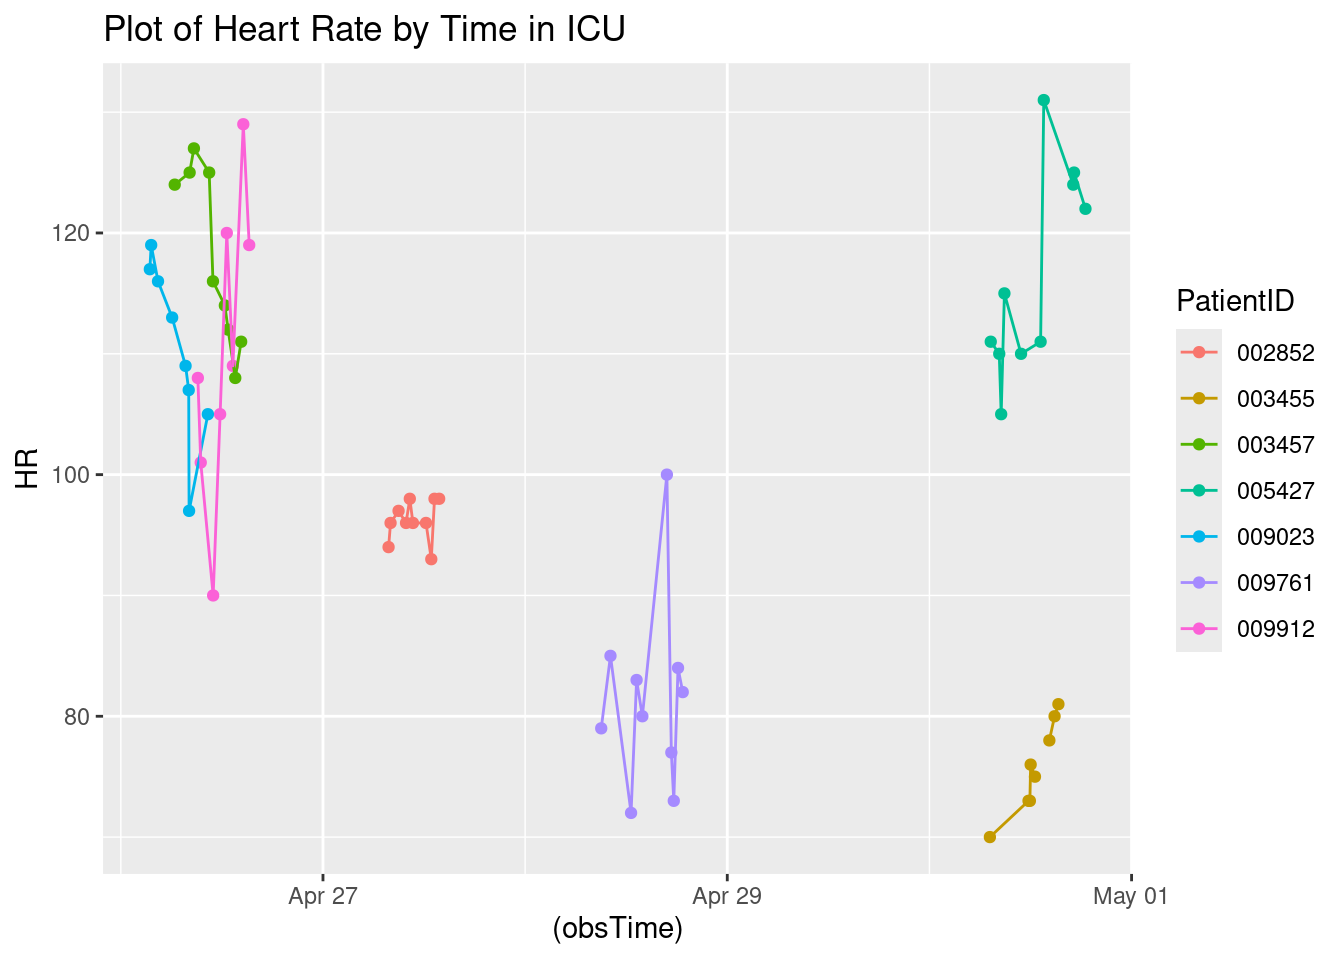 Plot of Heart Rate by Time in ICU
120
100
80
HR
Apr 27
Apr 29
May 01
(obsTime)
PatientID
002852
003455
003457
005427
009023
009761
009912